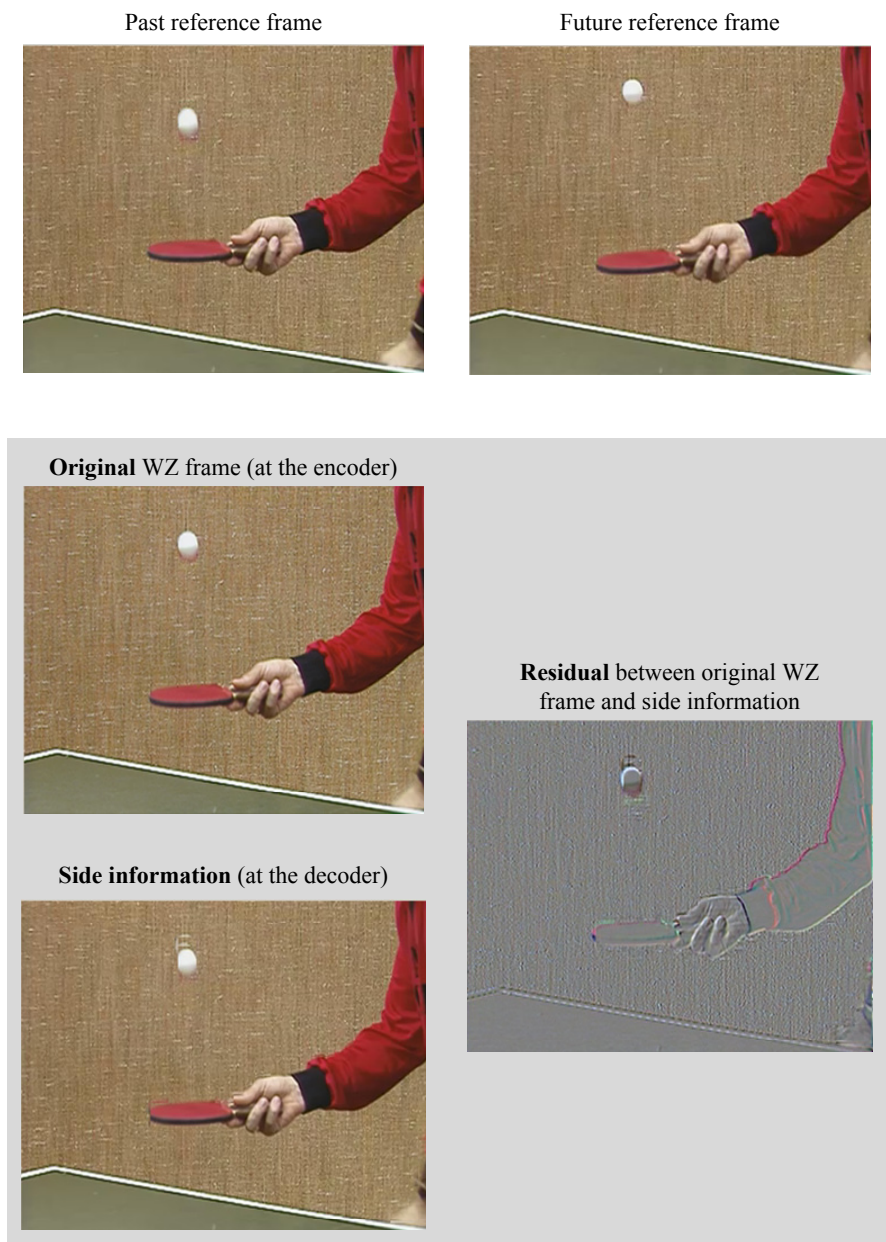 Past reference frame
Future reference frame
Original WZ frame (at the encoder)
Residual between original WZ
frame and side information
Side information (at the decoder)